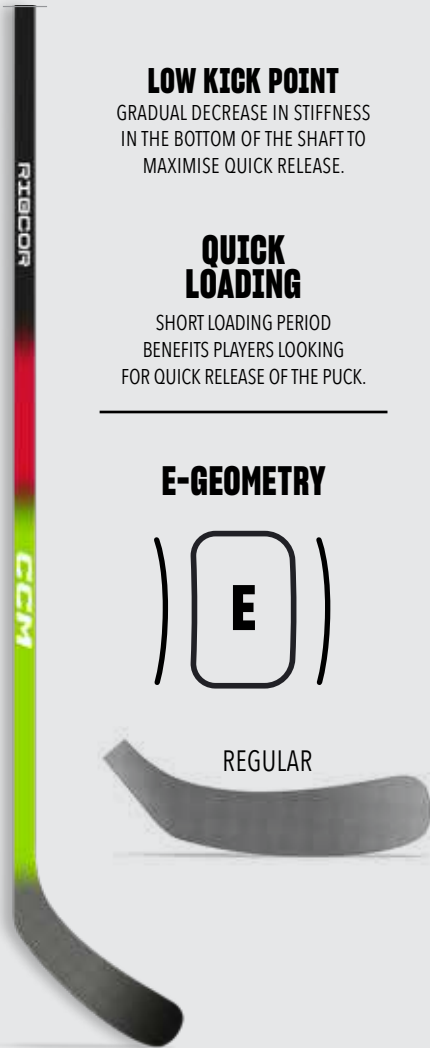 LOW KICK POINT
GRADUAL DECREASE IN STIFFNESS
IN THE BOTTOM OF THE SHAFT TO
MAXIMISE QUICK RELEASE.
QUICK
LOADING
SHORT LOADING PERIOD
BENEFITS PLAYERS LOOKING
FOR QUICK RELEASE OF THE PUCK.
E-GEOMETRY
E
REGULAR
RIBCOR
CCM